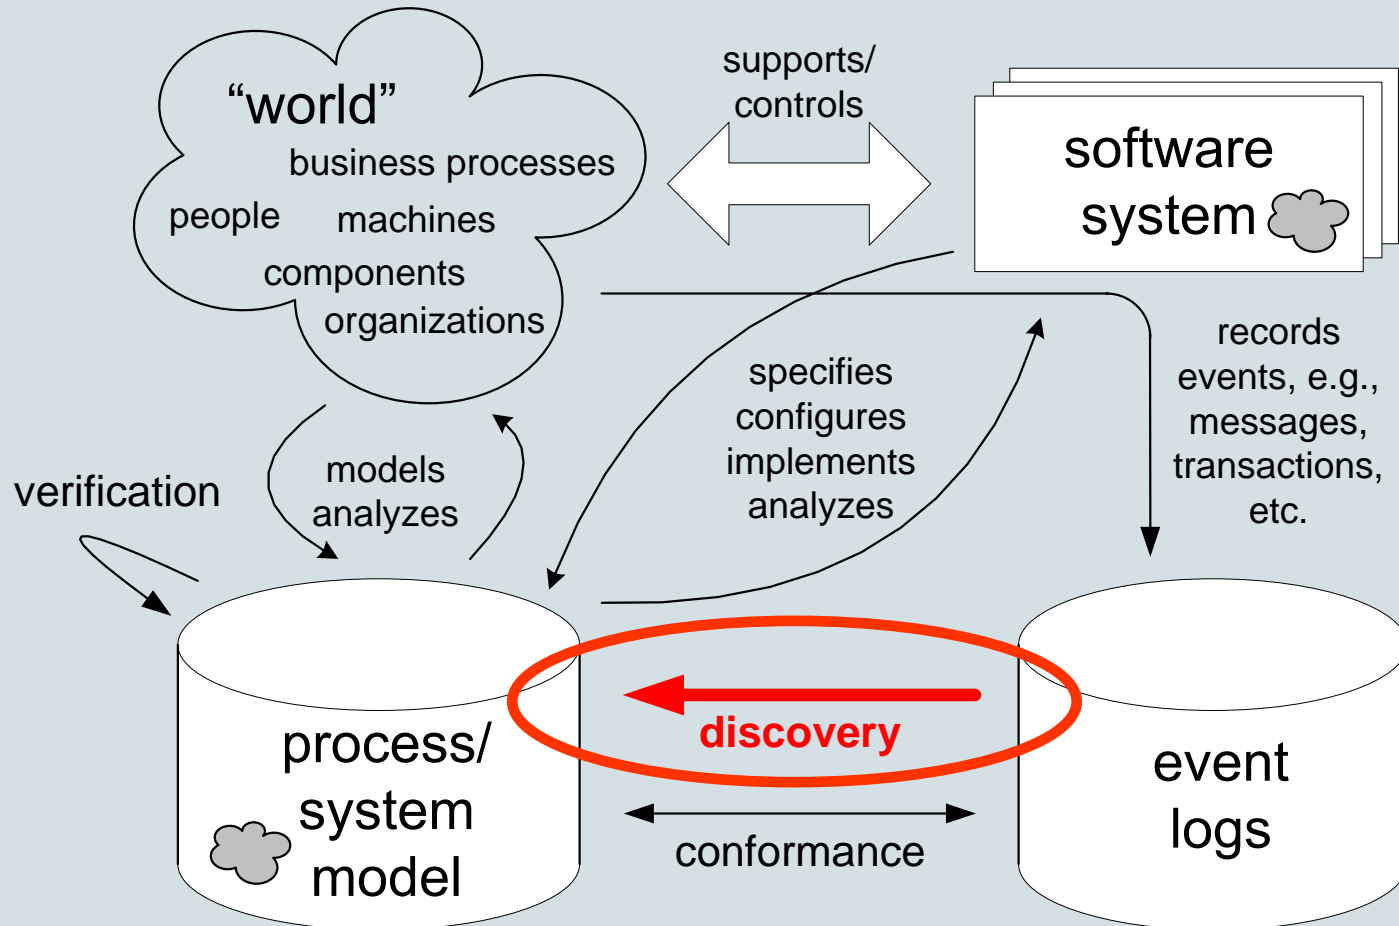 “world”
business processes
people
machines
components
organizations
supports/
controls
software
system
records
events, e.g.,
messages,
transactions,
etc.
specifies
configures
implements
analyzes
models
analyzes
verification
process/
system
model
discovery
conformance
event
logs